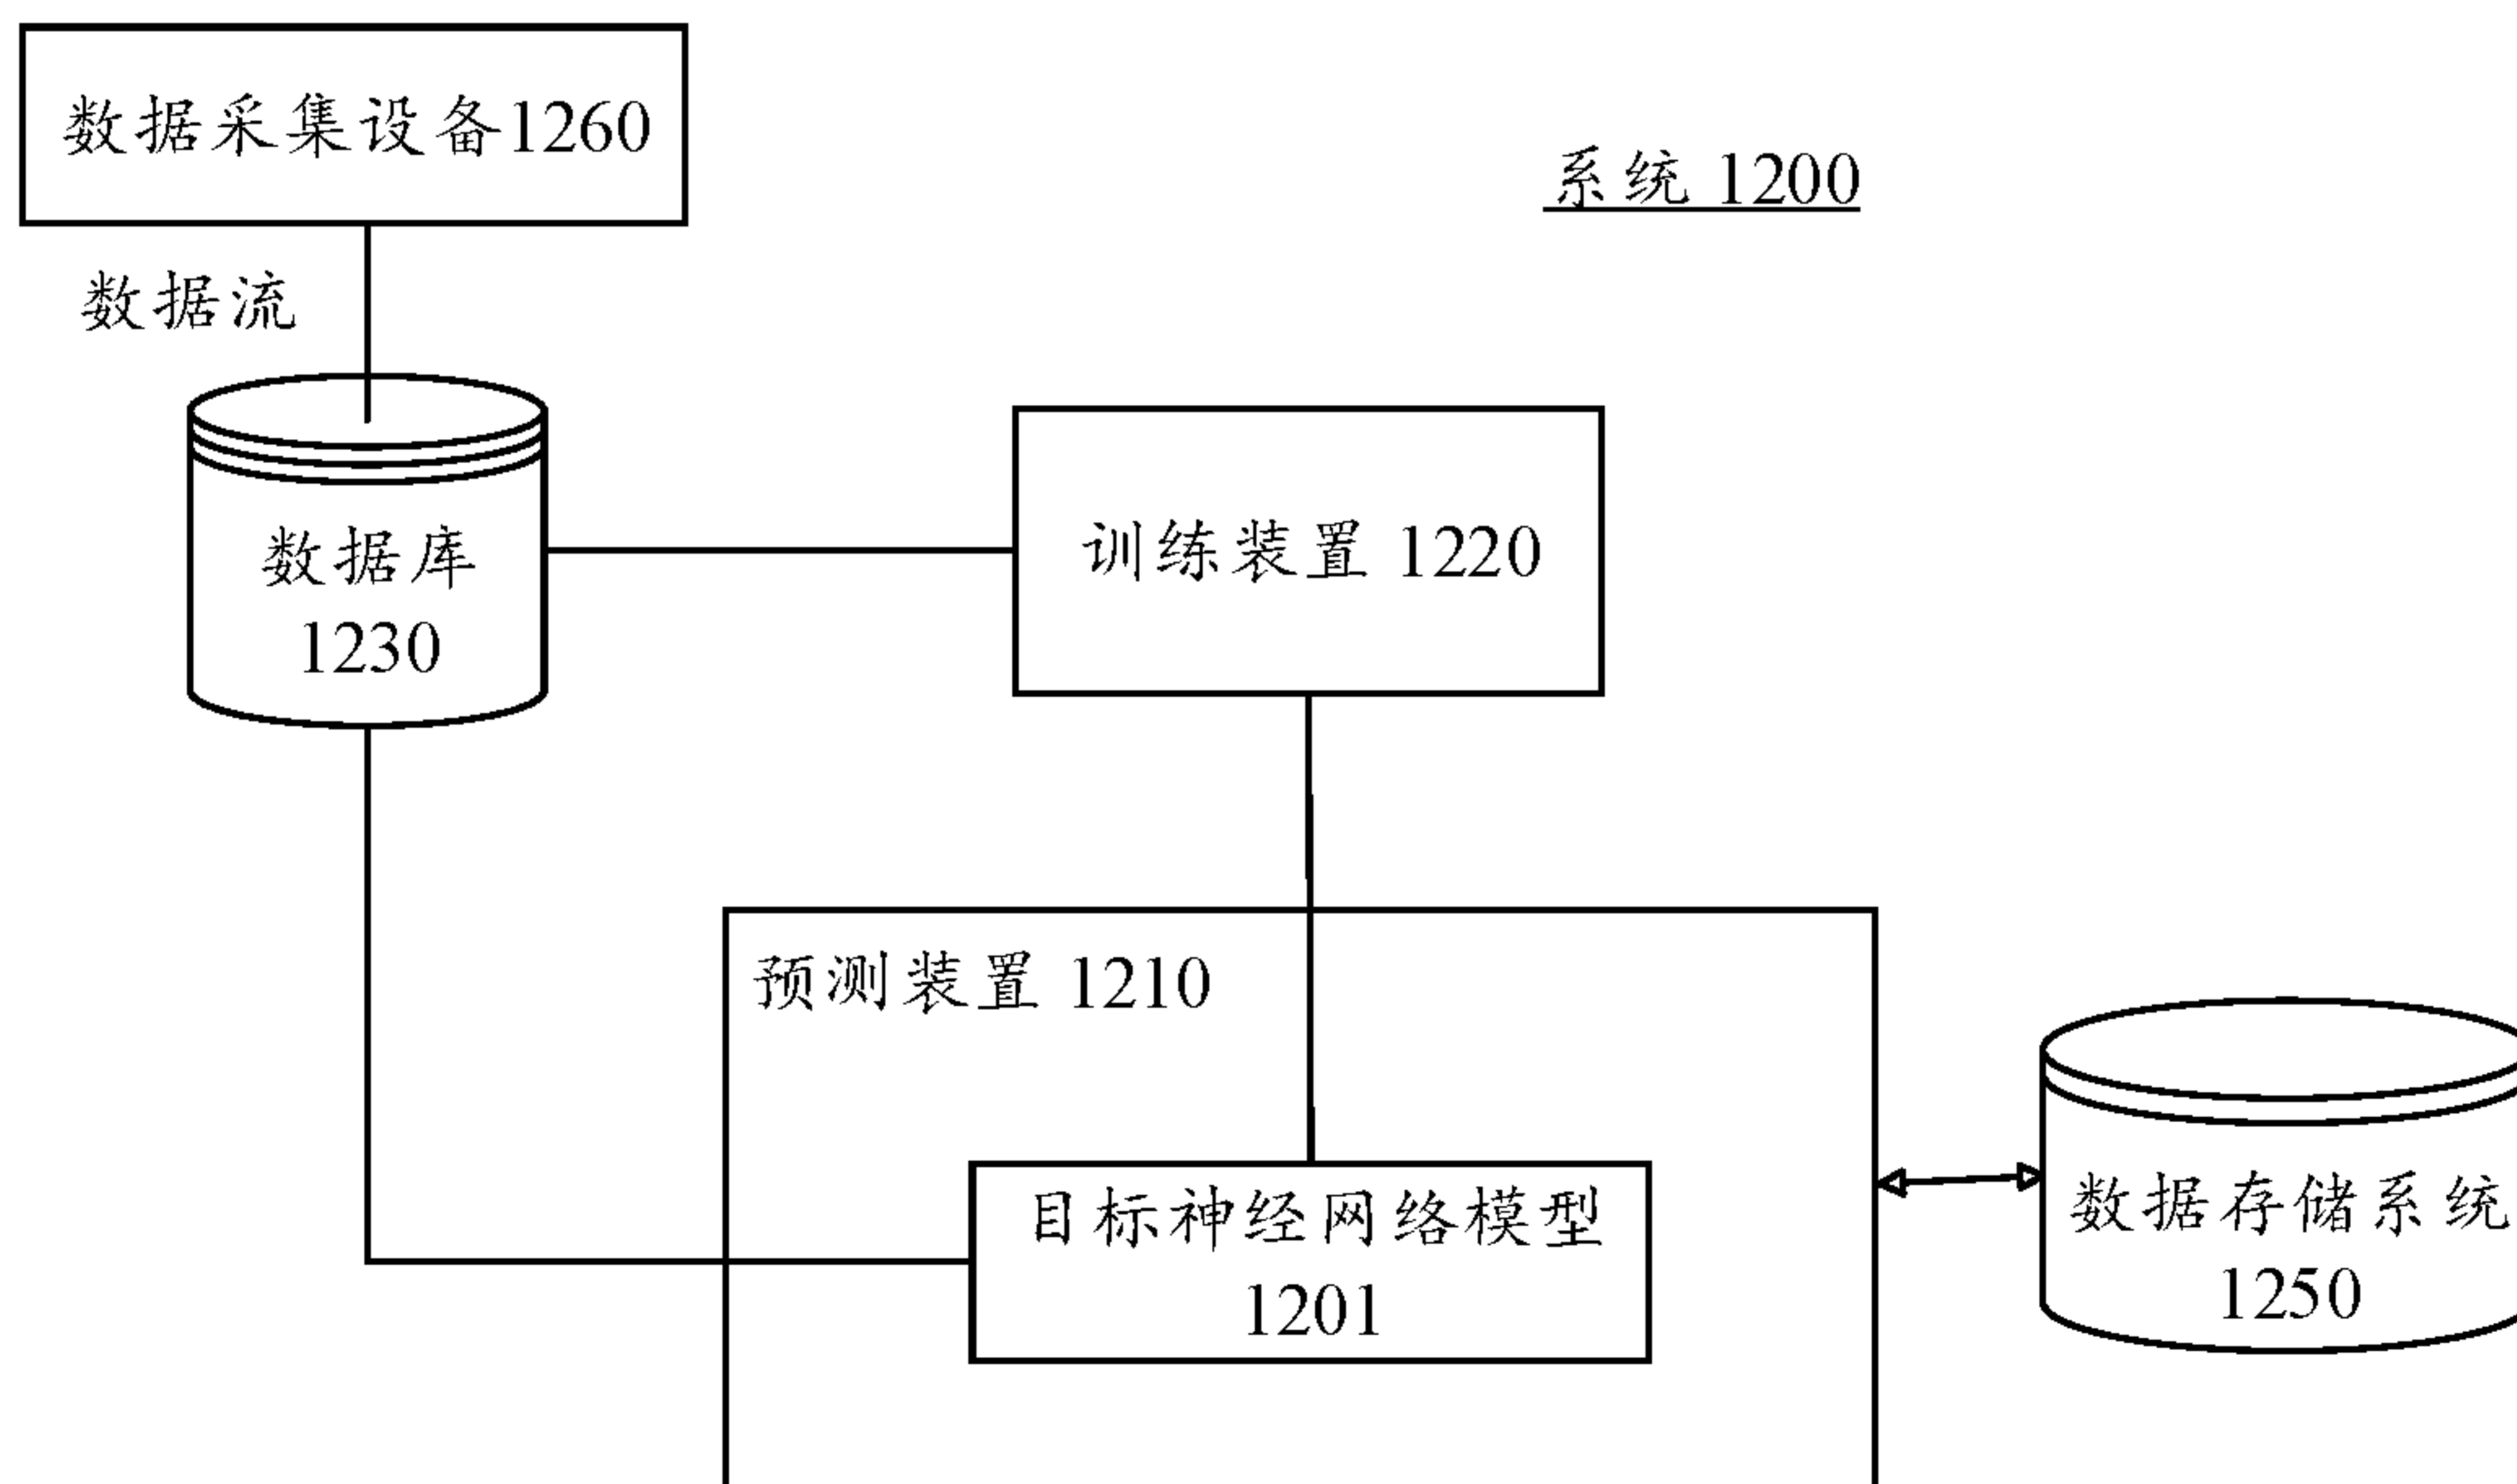 数据采集设备1260
系统 1200
数据流
数据库
1230
训练装置 1220
预测装置 1210
目标神经网络模型
1201
数据存储系统
1250